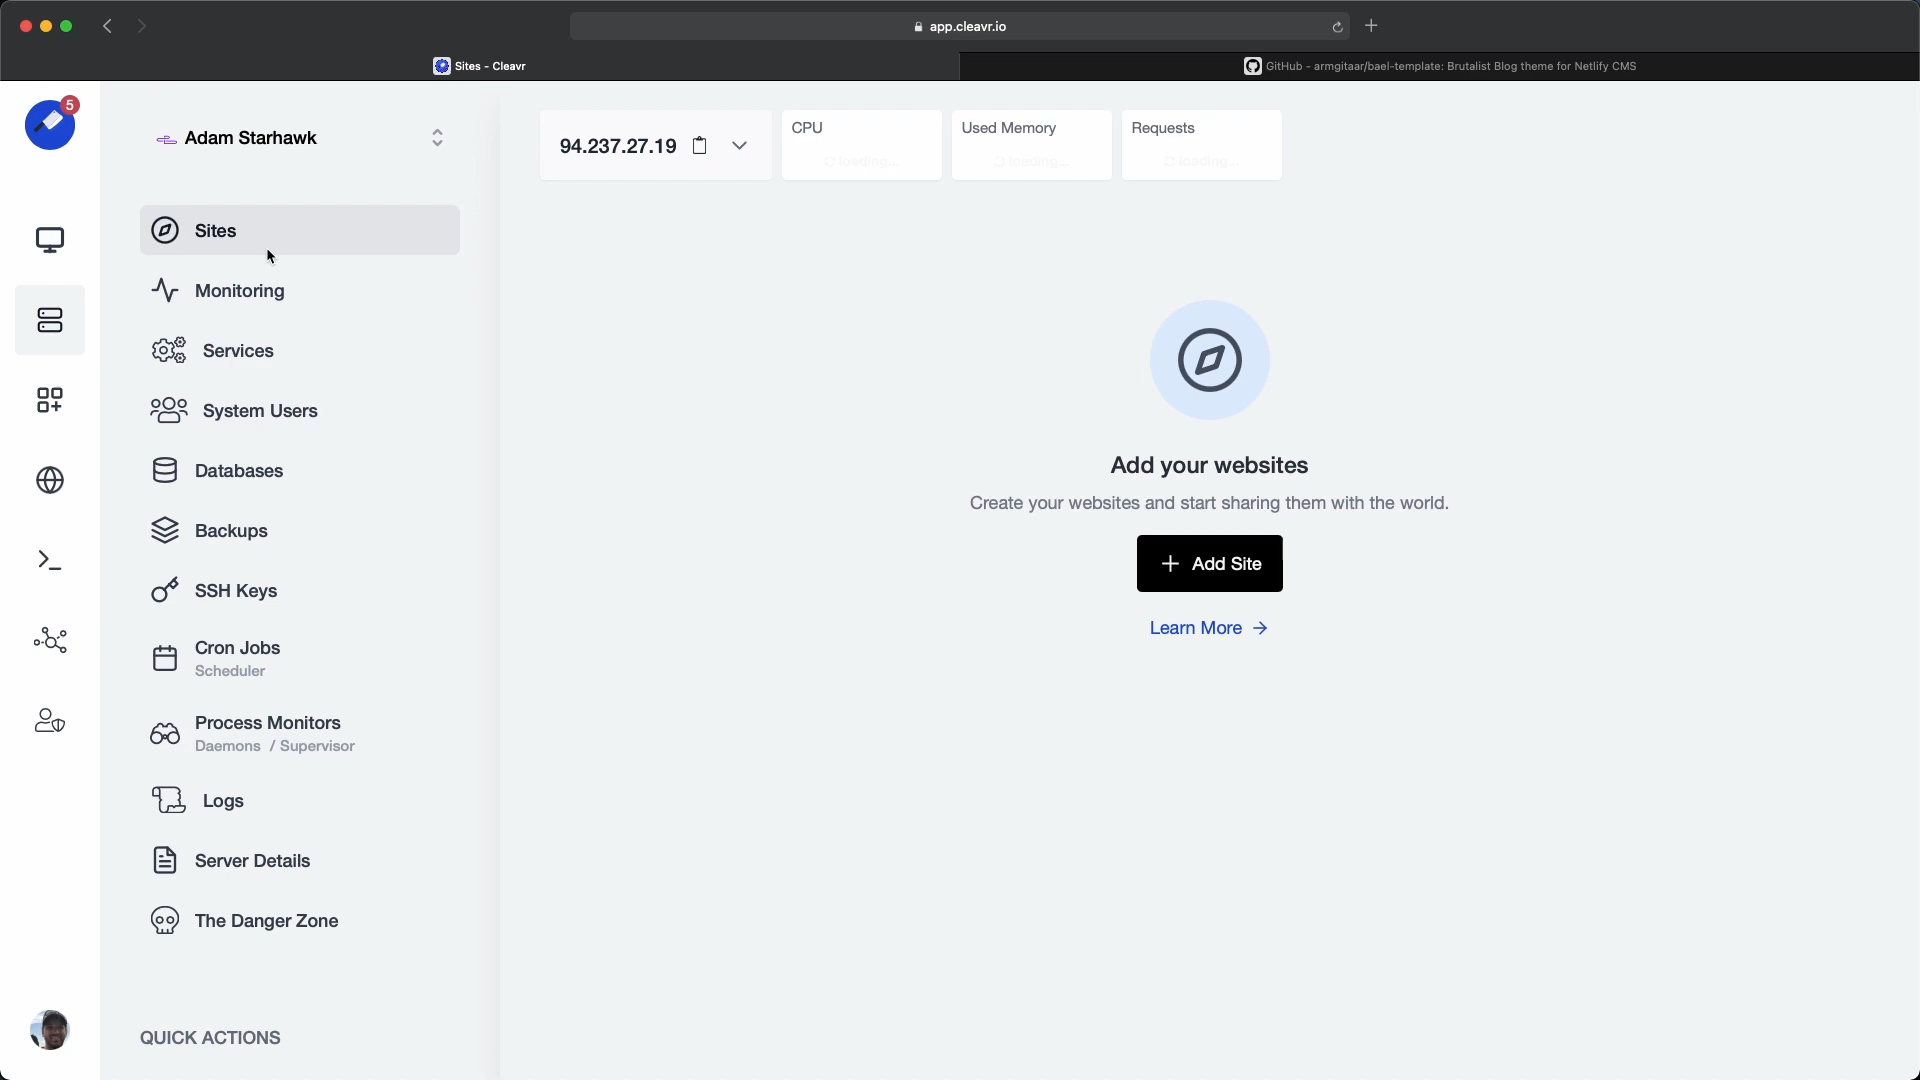 app.cleavr.io
Sites - Cleavr
GitHub - armgitaar/bael-template: Brutalist Blog theme for Netlify CMS
5
Adam Starhawk
Sites
Monitoring
Services
System Users
Databases
Backups
SSH Keys
Cron Jobs
Scheduler
Process Monitors
Daemons / Supervisor
Logs
Server Details
The Danger Zone
QUICK ACTIONS
94.237.27.19
CPU
loading...
Used Memory
loading...
Requests
loading...
Add your websites
Create your websites and start sharing them with the world.
Add Site
Learn More